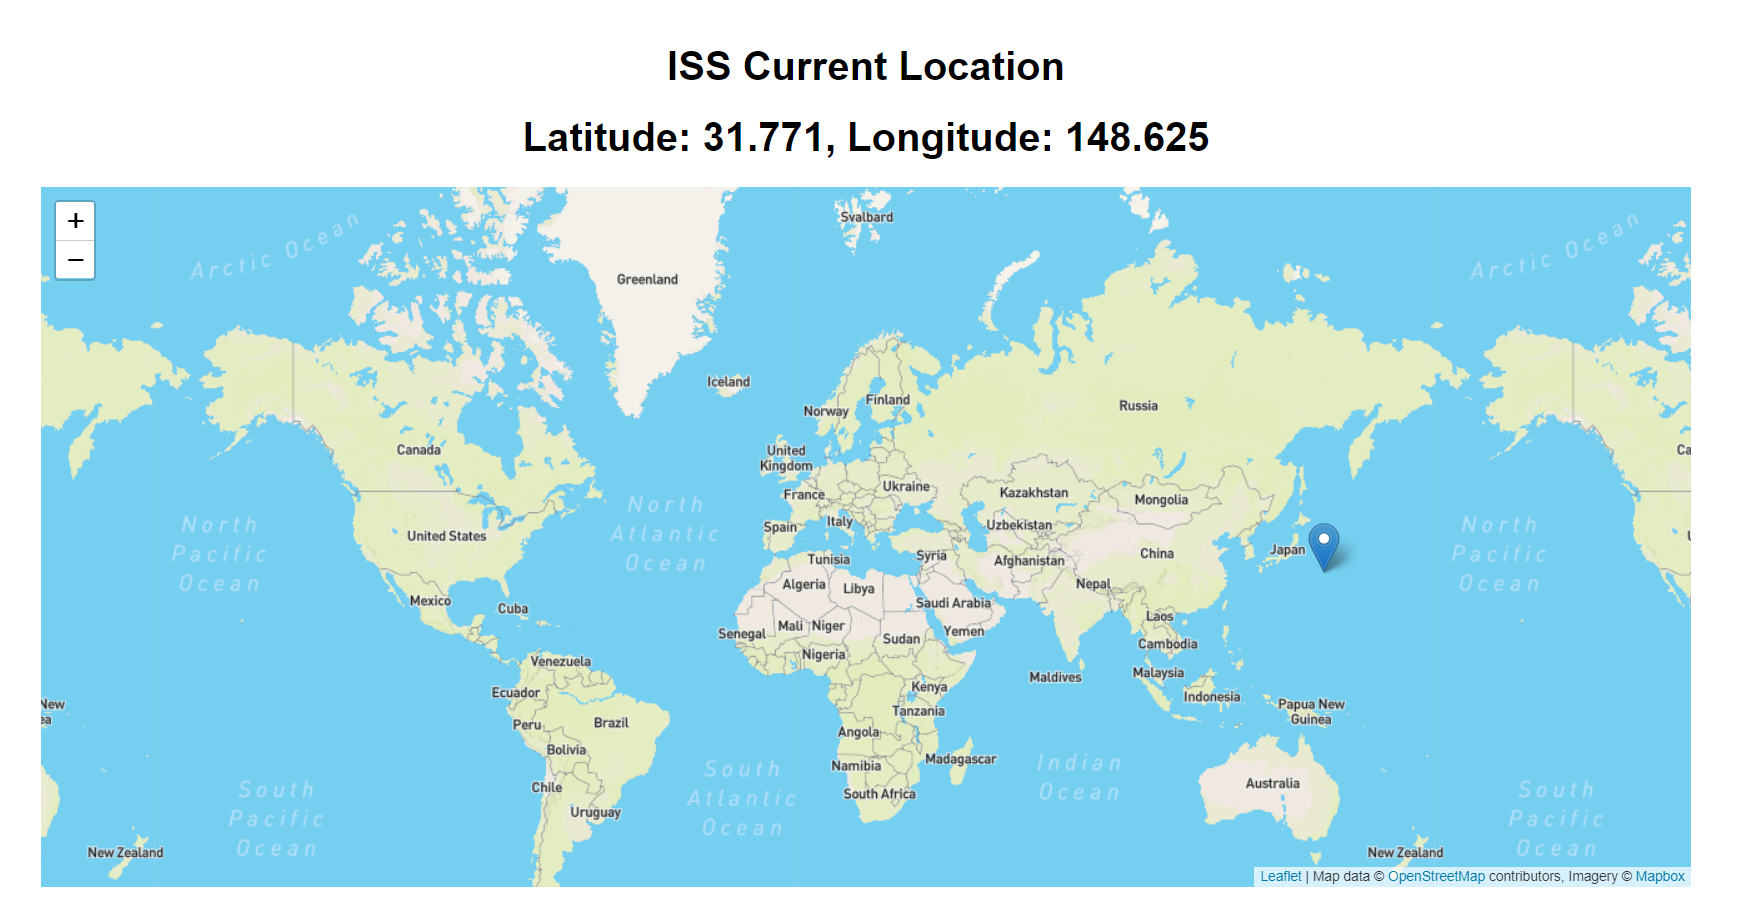 ISS Current Location
Latitude: 31.771, Longitude: 148.625
+
−
Arctic Ocean
Svalbard
Arctic Ocean
Greenland
Iceland
Finland
Norway
Russia
Canada
Ca
United
Kingdom
Ukraine
France
Kazakhstan
Mongolia
North
Atlantic
Ocean
North
Pacific
Ocean
North
Pacific
Ocean
Spain
Italy
Uzbekistan
United States
Japan
Syria
China
Tunisia
Afghanistan
Algeria
Libya
Nepal
Mexico
Cuba
Saudi Arabia
Laos
Senegal
Mali
Niger
Sudan
Yemen
Cambodia
Nigeria
Venezuela
Maldives
Malaysia
Ecuador
Kenya
Indonesia
New
ea
Papua New
Guinea
Peru
Brazil
Tanzania
Angola
Bolivia
Namibia
Madagascar
Indian
Ocean
South
Atlantic
Ocean
Chile
South Africa
Australia
South
Pacific
Ocean
South
Pacific
Ocean
Uruguay
New Zealand
New Zealand
Leaflet | Map data © OpenStreetMap contributors, Imagery © Mapbox